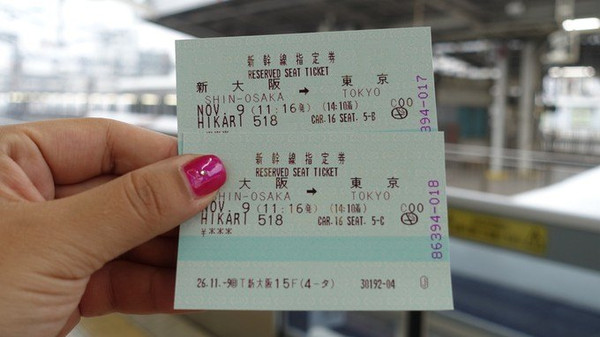 新幹線指定券
RESERVED SEAT TICKET
新大阪 → 東京
SHIN-OSAKA TOKYO
NOV. 9 (11:16発) (14:10着) C00
HIKARI 518 CAR.16 SEAT. 5-B
394-017
新幹線指定券
RESERVED SEAT TICKET
大阪 → 東京
SHIN-OSAKA TOKYO
NOV. 9 (11:16発) (14:10着) C00
HIKARI 518 CAR.16 SEAT. 5-C
¥***
86394-018
新大阪15F(4-タ) 30192-04